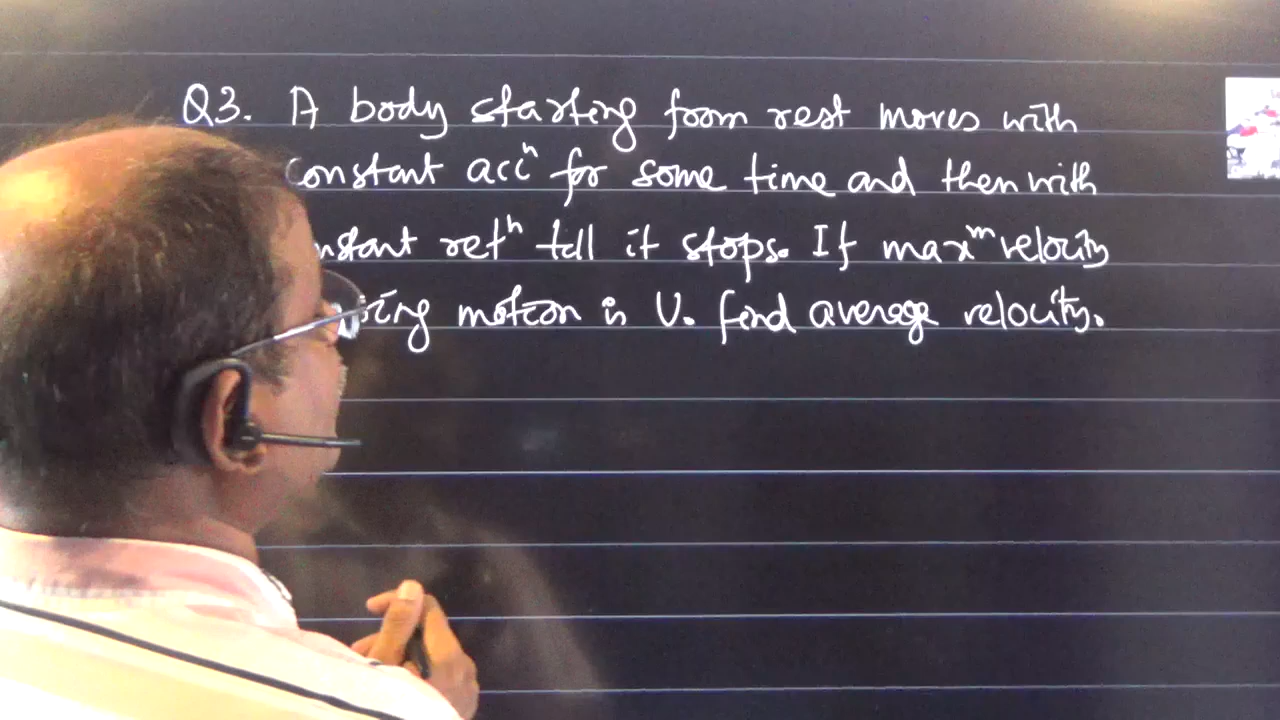 Q3. A body starting from rest moves with
constant accⁿ for some time and then with
retⁿ till it stops. If maxᵐ velocity
motion is v. find average velocity.